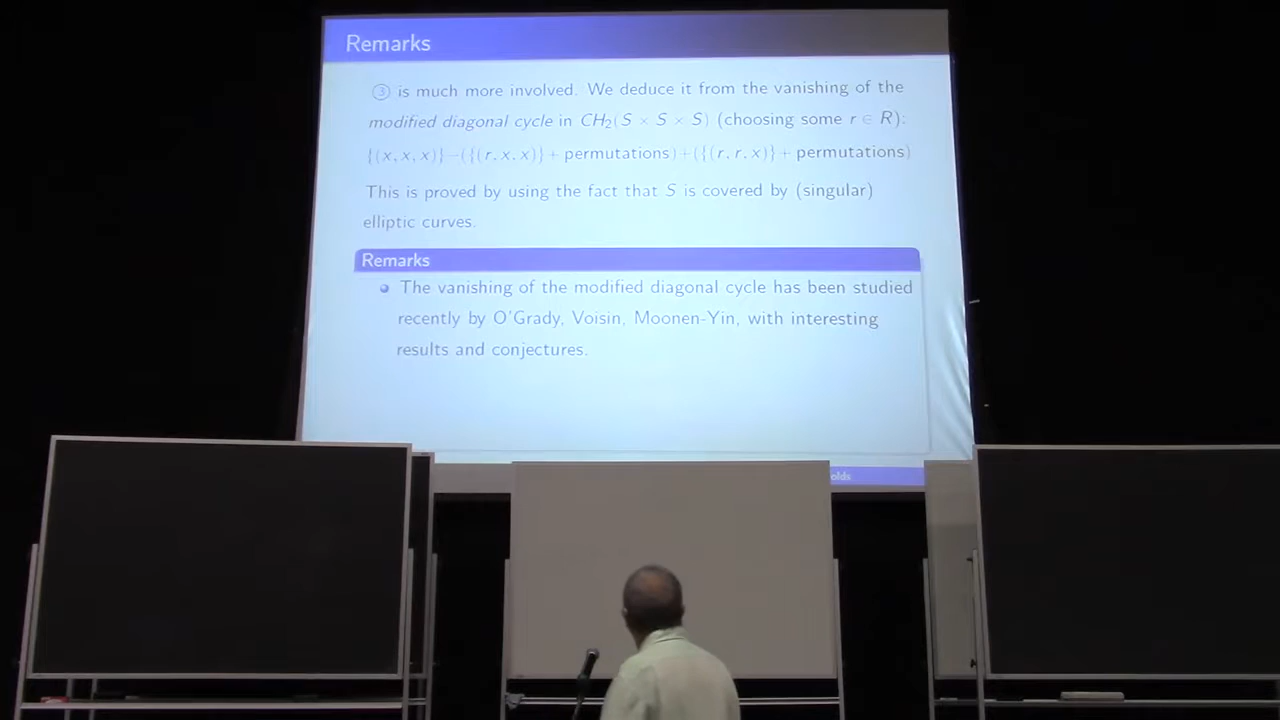 Remarks
③ is much more involved. We deduce it from the vanishing of the
modified diagonal cycle in CH₂(S × S × S) (choosing some r ∈ R):
{(x, x, x)}−({(r, x, x)}+ permutations)+({(r, r, x)}+ permutations)
This is proved by using the fact that S is covered by (singular)
elliptic curves.
Remarks
The vanishing of the modified diagonal cycle has been studied
recently by O'Grady, Voisin, Moonen-Yin, with interesting
results and conjectures.
olds